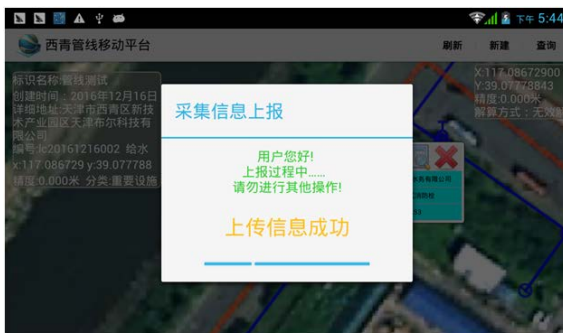 下午 5:44
西青管线移动平台
刷新 新建 查询
标识名称:管线测试
创建时间：2016年12月16日
详细地址:天津市西青区新技
术产业园区天津布尔科技有
限公司
编号:lc20161216002 给水
x:117.086729 y:39.077788
精度:0.000米 分类:重要设施
X:117.08672900
Y:39.07778843
精度:0.000米
解算方式：无效解
采集信息上报
用户您好!
上报过程中......
请勿进行其他操作!
上传信息成功